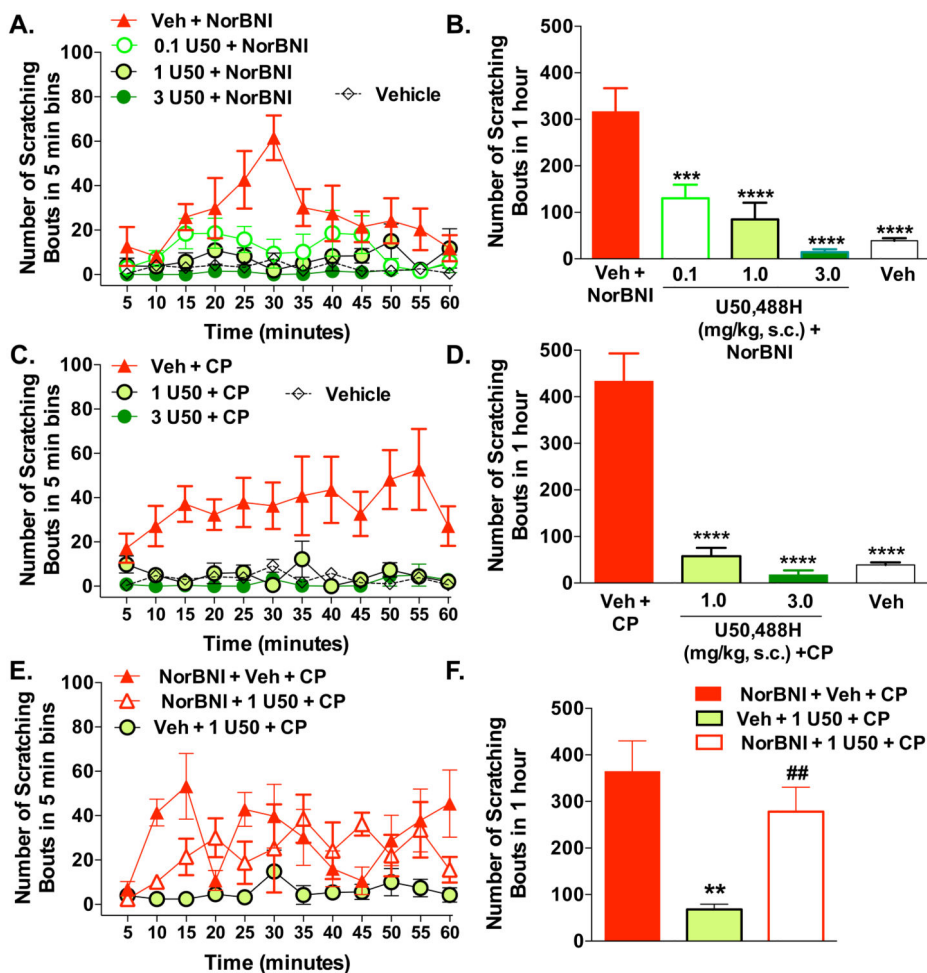 A.
Veh + NorBNI
0.1 U50 + NorBNI
1 U50 + NorBNI
3 U50 + NorBNI
Vehicle
Number of Scratching
Bouts in 5 min bins
100
80
60
40
20
0
5 10 15 20 25 30 35 40 45 50 55 60
Time (minutes)
B.
Number of Scratching
Bouts in 1 hour
500
400
300
200
100
0
***
****
****
****
Veh +
NorBNI
0.1 1.0 3.0
Veh
U50,488H
(mg/kg, s.c.) +
NorBNI
C.
Veh + CP
1 U50 + CP
3 U50 + CP
Vehicle
Number of Scratching
Bouts in 5 min bins
100
80
60
40
20
0
5 10 15 20 25 30 35 40 45 50 55 60
Time (minutes)
D.
Number of Scratching
Bouts in 1 hour
500
400
300
200
100
0
****
****
****
Veh +
CP
1.0 3.0
Veh
U50,488H
(mg/kg, s.c.) +CP
E.
NorBNI + Veh + CP
NorBNI + 1 U50 + CP
Veh + 1 U50 + CP
Number of Scratching
Bouts in 5 min bins
100
80
60
40
20
0
5 10 15 20 25 30 35 40 45 50 55 60
Time (minutes)
F.
NorBNI + Veh + CP
Veh + 1 U50 + CP
NorBNI + 1 U50 + CP
Number of Scratching
Bouts in 1 hour
500
400
300
200
100
0
**
##